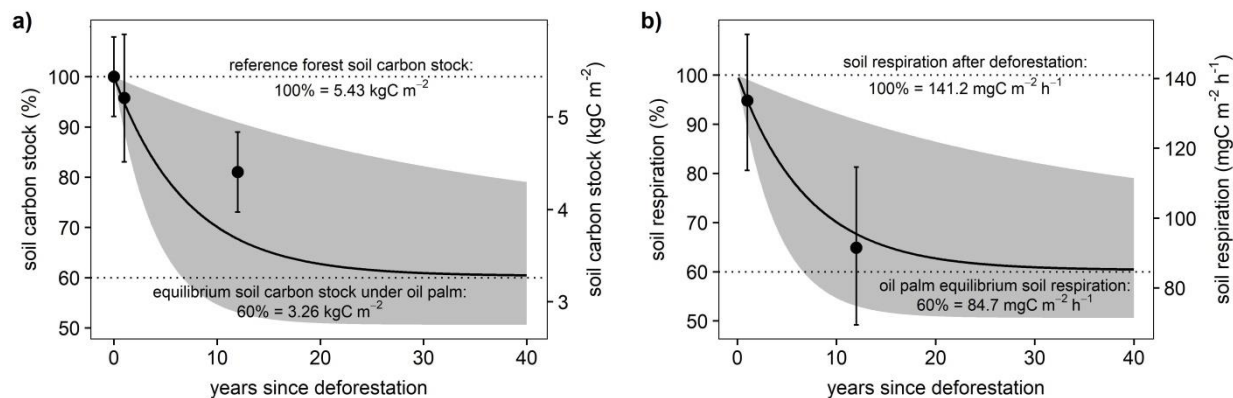 a)
soil carbon stock (%)
100
90
80
70
60
50
reference forest soil carbon stock:
100% = 5.43 kgC m⁻²
equilibrium soil carbon stock under oil palm:
60% = 3.26 kgC m⁻²
5
4
3
soil carbon stock (kgC m⁻²)
0 10 20 30 40
years since deforestation
b)
soil respiration (%)
100
90
80
70
60
50
soil respiration after deforestation:
100% = 141.2 mgC m⁻² h⁻¹
oil palm equilibrium soil respiration:
60% = 84.7 mgC m⁻² h⁻¹
140
120
100
80
soil respiration (mgC m⁻² h⁻¹)
0 10 20 30 40
years since deforestation